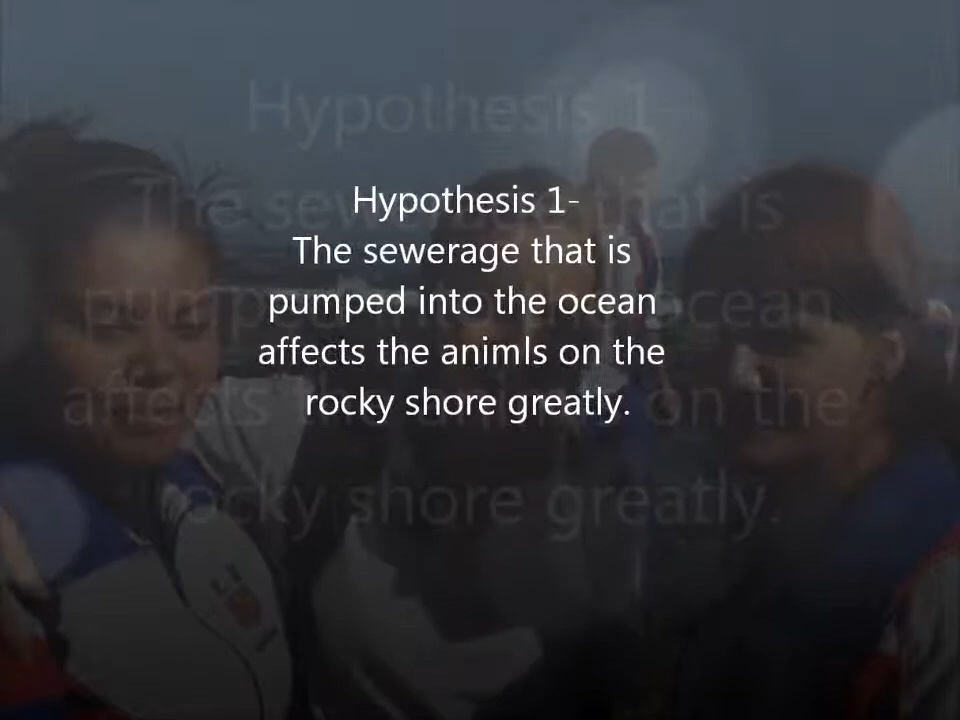 Hypothesis 1-
The sewerage that is
pumped into the ocean
affects the animls on the
rocky shore greatly.